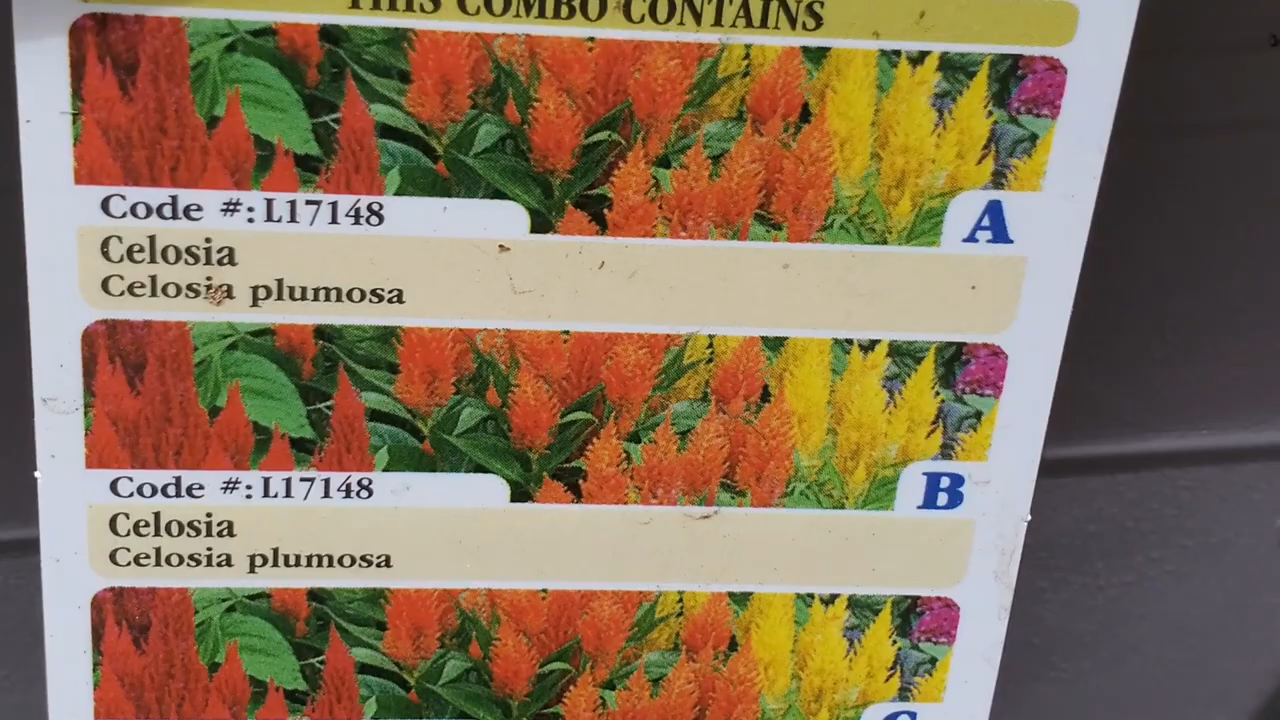 THIS COMBO CONTAINS
Code #: L17148
A
Celosia
Celosia plumosa
Code #: L17148
B
Celosia
Celosia plumosa
C